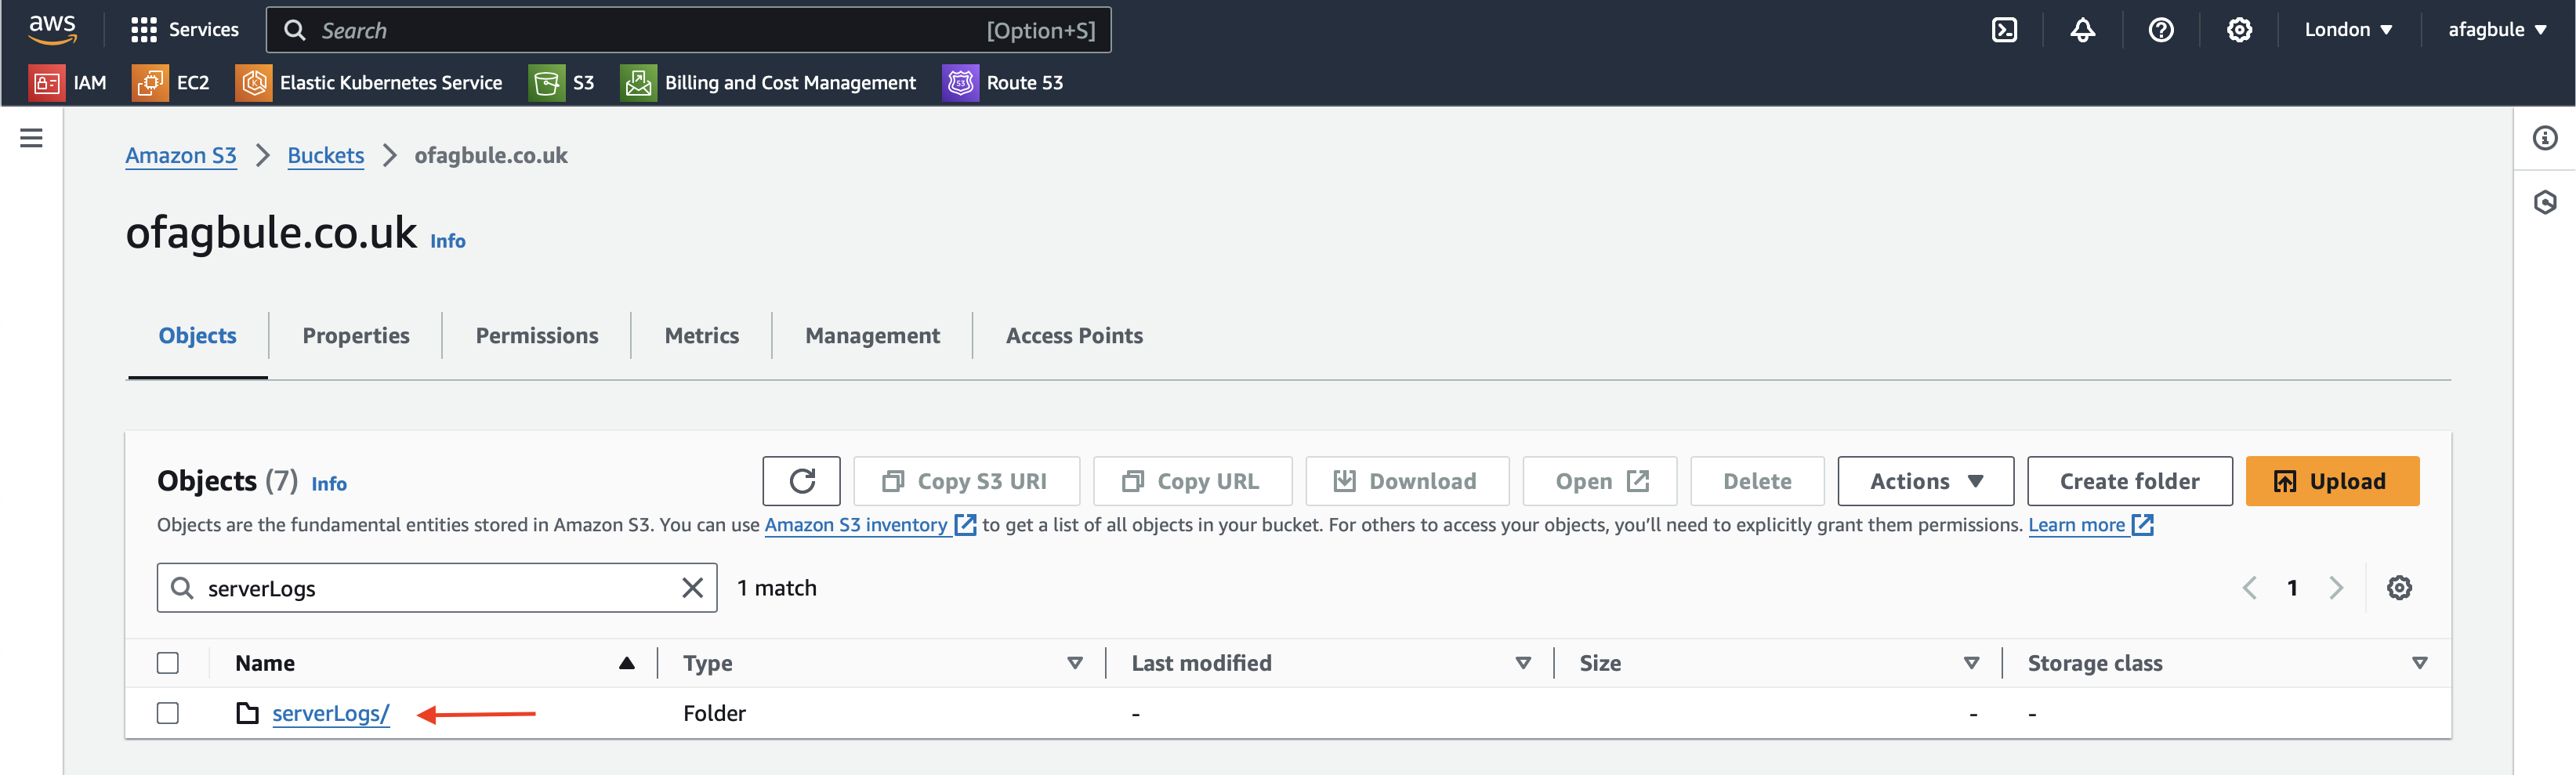 aws Services Search [Option+S] London afagbule
IAM EC2 Elastic Kubernetes Service S3 Billing and Cost Management 53 Route 53
Amazon S3 Buckets ofagbule.co.uk
ofagbule.co.uk Info
Objects Properties Permissions Metrics Management Access Points
Objects (7) Info Copy S3 URI Copy URL Download Open Delete Actions Create folder Upload
Objects are the fundamental entities stored in Amazon S3. You can use Amazon S3 inventory to get a list of all objects in your bucket. For others to access your objects, you’ll need to explicitly grant them permissions. Learn more
serverLogs 1 match 1
Name Type Last modified Size Storage class
serverLogs/ Folder - - -